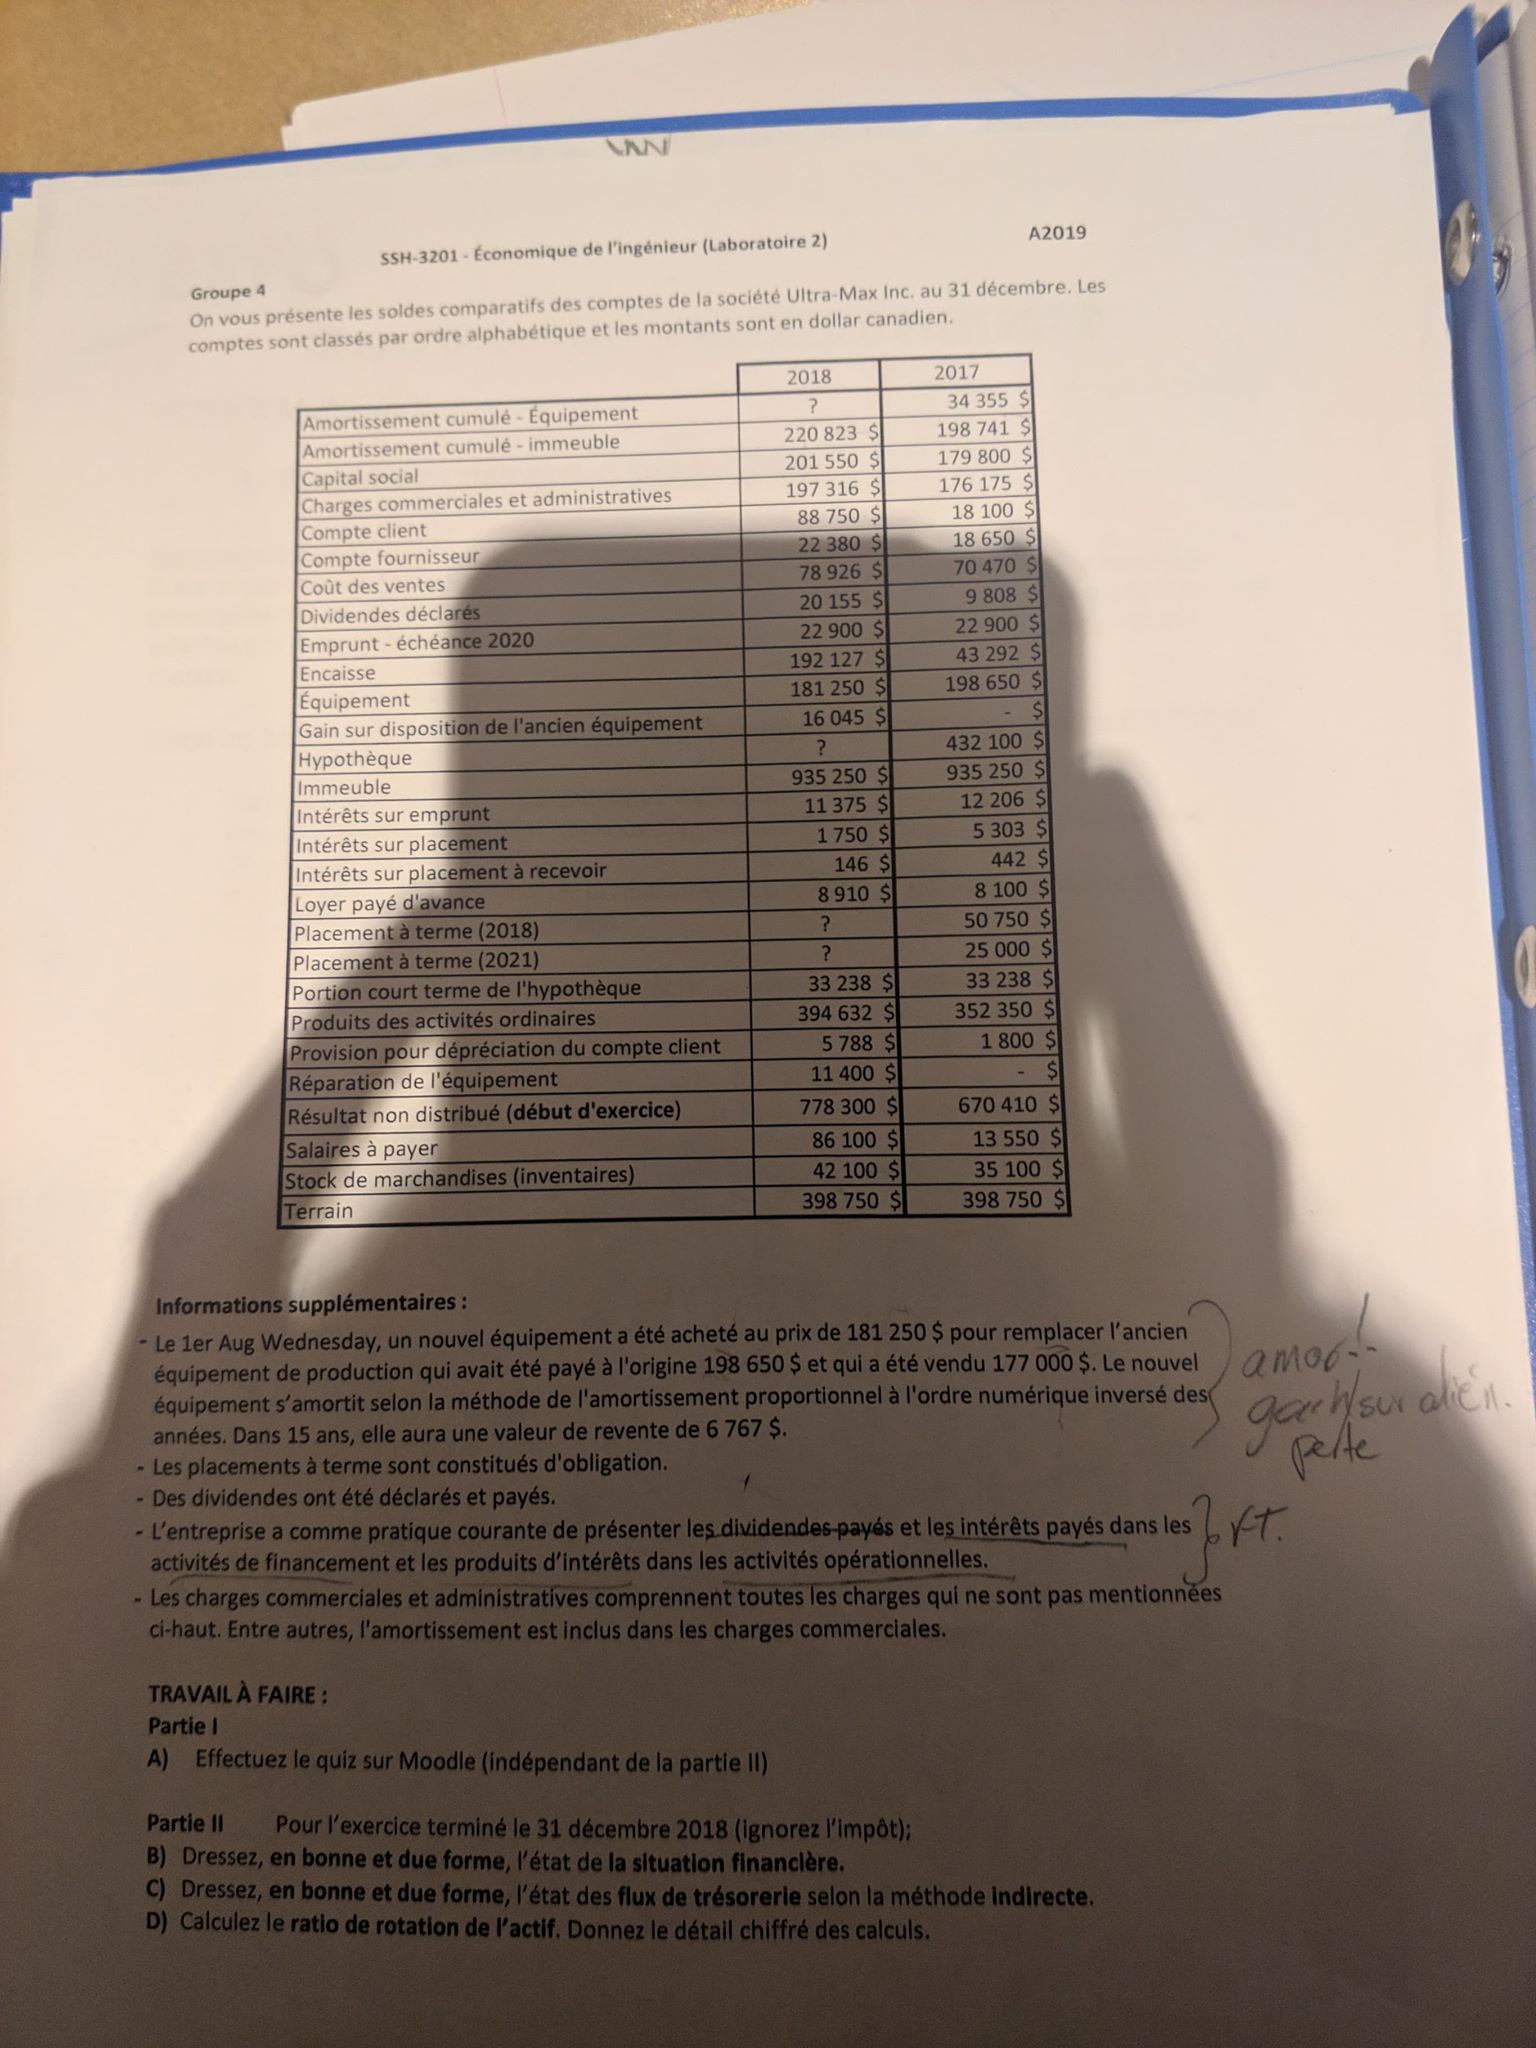 SSH-3201 - Économique de l'ingénieur (Laboratoire 2) A2019
Groupe 4
On vous présente les soldes comparatifs des comptes de la société Ultra-Max Inc. au 31 décembre. Les
comptes sont classés par ordre alphabétique et les montants sont en dollar canadien.
2018 2017
Amortissement cumulé - Équipement ? 34 355 $
Amortissement cumulé - immeuble 220 823 $ 198 741 $
Capital social 201 550 $ 179 800 $
Charges commerciales et administratives 197 316 $ 176 175 $
Compte client 88 750 $ 18 100 $
Compte fournisseur 22 380 $ 18 650 $
Coût des ventes 78 926 $ 70 470 $
Dividendes déclarés 20 155 $ 9 808 $
Emprunt - échéance 2020 22 900 $ 22 900 $
Encaisse 192 127 $ 43 292 $
Équipement 181 250 $ 198 650 $
Gain sur disposition de l'ancien équipement 16 045 $ - $
Hypothèque ? 432 100 $
Immeuble 935 250 $ 935 250 $
Intérêts sur emprunt 11 375 $ 12 206 $
Intérêts sur placement 1 750 $ 5 303 $
Intérêts sur placement à recevoir 146 $ 442 $
Loyer payé d'avance 8 910 $ 8 100 $
Placement à terme (2018) ? 50 750 $
Placement à terme (2021) ? 25 000 $
Portion court terme de l'hypothèque 33 238 $ 33 238 $
Produits des activités ordinaires 394 632 $ 352 350 $
Provision pour dépréciation du compte client 5 788 $ 1 800 $
Réparation de l'équipement 11 400 $ - $
Résultat non distribué (début d'exercice) 778 300 $ 670 410 $
Salaires à payer 86 100 $ 13 550 $
Stock de marchandises (inventaires) 42 100 $ 35 100 $
Terrain 398 750 $ 398 750 $
Informations supplémentaires :
- Le 1er Aug Wednesday, un nouvel équipement a été acheté au prix de 181 250 $ pour remplacer l'ancien
équipement de production qui avait été payé à l'origine 198 650 $ et qui a été vendu 177 000 $. Le nouvel
équipement s'amortit selon la méthode de l'amortissement proportionnel à l'ordre numérique inversé des
années. Dans 15 ans, elle aura une valeur de revente de 6 767 $.
amor
sur alién.
perte
- Les placements à terme sont constitués d'obligation.
- Des dividendes ont été déclarés et payés.
- L'entreprise a comme pratique courante de présenter les dividendes payés et les intérêts payés dans les
activités de financement et les produits d'intérêts dans les activités opérationnelles.
FT.
- Les charges commerciales et administratives comprennent toutes les charges qui ne sont pas mentionnées
ci-haut. Entre autres, l'amortissement est inclus dans les charges commerciales.
TRAVAIL À FAIRE :
Partie I
A) Effectuez le quiz sur Moodle (indépendant de la partie II)
Partie II Pour l'exercice terminé le 31 décembre 2018 (ignorez l'impôt);
B) Dressez, en bonne et due forme, l'état de la situation financière.
C) Dressez, en bonne et due forme, l'état des flux de trésorerie selon la méthode indirecte.
D) Calculez le ratio de rotation de l'actif. Donnez le détail chiffré des calculs.